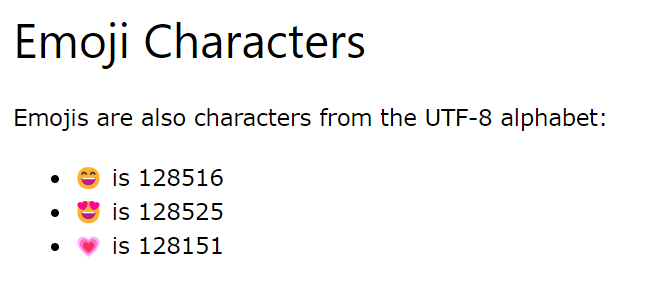 Emoji Characters
Emojis are also characters from the UTF-8 alphabet:
• 😄 is 128516
• 😍 is 128525
• 💗 is 128151